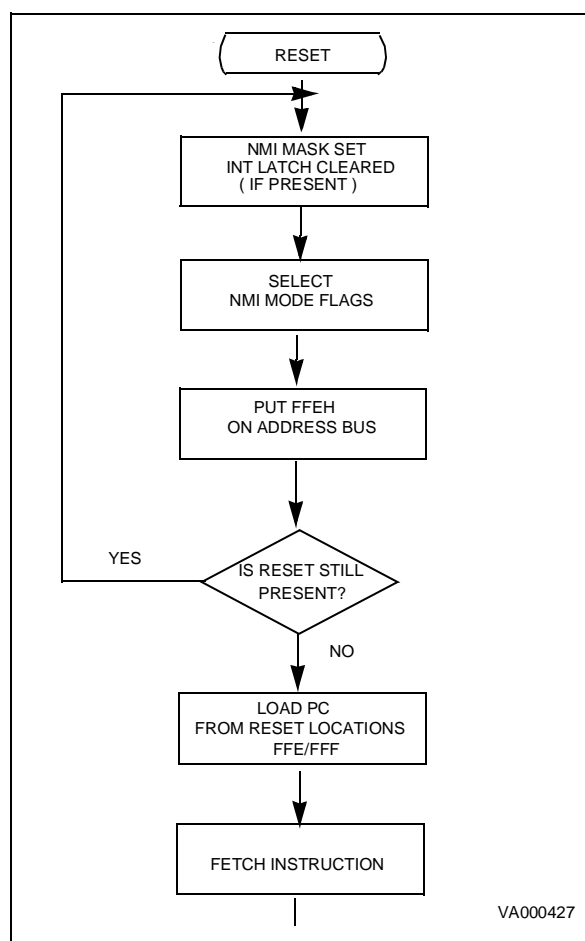 RESET
NMI MASK SET
INT LATCH CLEARED
( IF PRESENT )
SELECT
NMI MODE FLAGS
PUT FFEH
ON ADDRESS BUS
YES
IS RESET STILL
PRESENT?
NO
LOAD PC
FROM RESET LOCATIONS
FFE/FFF
FETCH INSTRUCTION
VA000427